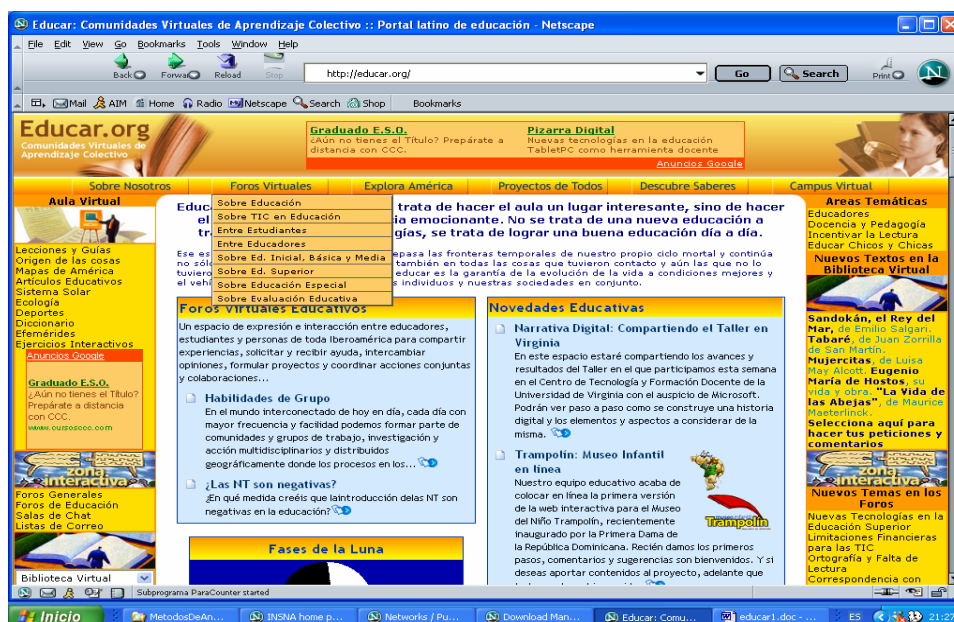 Educar: Comunidades Virtuales de Aprendizaje Colectivo :: Portal latino de educación - Netscape
File Edit View Go Bookmarks Tools Window Help
Back Forward Reload Stop http://educar.org/ Go Search Print N
Mail AIM Home Radio Netscape Search Shop Bookmarks
Educar.org
Comunidades Virtuales de
Aprendizaje Colectivo
Graduado E.S.O.
¿Aún no tienes el Título? Prepárate a
distancia con CCC.
Pizarra Digital
Nuevas tecnologías en la educación
TabletPC como herramienta docente
Anuncios Google
Sobre Nosotros Foros Virtuales Explora América Proyectos de Todos Descubre Saberes Campus Virtual
Aula Virtual
Lecciones y Guías
Origen de las cosas
Mapas de América
Artículos Educativos
Sistema Solar
Ecología
Deportes
Diccionario
Efemérides
Ejercicios Interactivos
Anuncios Google
Graduado E.S.O.
¿Aún no tienes el Título?
Prepárate a distancia
con CCC.
www.cursosccc.com
zona
interactiva
Foros Generales
Foros de Educación
Salas de Chat
Listas de Correo
Biblioteca Virtual
Sobre Educación
Sobre TIC en Educación
Entre Estudiantes
Entre Educadores
Sobre Ed. Inicial, Básica y Media
Sobre Ed. Superior
Sobre Educación Especial
Sobre Evaluación Educativa
Educ trata de hacer el aula un lugar interesante, sino de hacer
el ia emocionante. No se trata de una nueva educación a
tr gías, se trata de lograr una buena educación día a día.
Ese es epasa las fronteras temporales de nuestro propio ciclo mortal y continúa
no sólo también en todas las cosas que tuvieron contacto y aún las que no lo
tuviero educar es la garantía de la evolución de la vida a condiciones mejores y
el vehí s individuos y nuestras sociedades en conjunto.
Foros Virtuales Educativos
Un espacio de expresión e interacción entre educadores,
estudiantes y personas de toda Iberoamérica para compartir
experiencias, solicitar y recibir ayuda, intercambiar
opiniones, formular proyectos y coordinar acciones conjuntas
y colaboraciones...
Habilidades de Grupo
En el mundo interconectado de hoy en día, cada día con
mayor frecuencia y facilidad podemos formar parte de
comunidades y grupos de trabajo, investigación y
acción multidisciplinarios y distribuidos
geográficamente donde los procesos en los...
¿Las NT son negativas?
¿En qué medida creéis que laintroducción delas NT son
negativas en la educación?
Fases de la Luna
Novedades Educativas
Narrativa Digital: Compartiendo el Taller en
Virginia
En este espacio estaré compartiendo los avances y
resultados del Taller en el que participamos esta semana
en el Centro de Tecnología y Formación Docente de la
Universidad de Virginia con el auspicio de Microsoft.
Podrán ver paso a paso como se construye una historia
digital y los elementos y aspectos a considerar de la
misma.
Trampolín: Museo Infantil
en línea
Nuestro equipo educativo acaba de
colocar en línea la primera versión
de la web interactiva para el Museo
del Niño Trampolín, recientemente
inaugurado por la Primera Dama de
la República Dominicana. Recién damos los primeros
pasos, comentarios y sugerencias son bienvenidos. Y si
deseas aportar contenidos al proyecto, adelante que
Trampolín
Areas Temáticas
Educadores
Docencia y Pedagogía
Incentivar la Lectura
Educar Chicos y Chicas
Nuevos Textos en la
Biblioteca Virtual
Sandokán, el Rey del
Mar, de Emilio Salgari.
Tabaré, de Juan Zorrilla
de San Martín.
Mujercitas, de Luisa
May Alcott. Eugenio
María de Hostos, su
vida y obra. "La Vida de
las Abejas", de Maurice
Maeterlinck.
Selecciona aquí para
hacer tus peticiones y
comentarios
zona
interactiva
Nuevos Temas en los
Foros
Nuevas Tecnologías en la
Educación Superior
Limitaciones Financieras
para las TIC
Ortografía y Falta de
Lectura
Correspondencia con
Subprograma ParaCounter started
Inicio MetodosDeAn... INSNA home p... Networks / Pu... Download Man... Educar: Comu... educar1.doc - ... ES 21:27